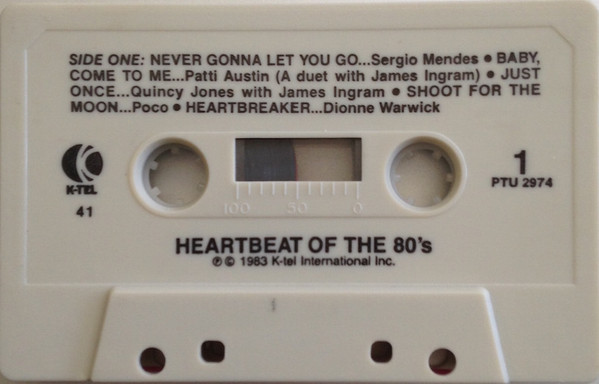 SIDE ONE: NEVER GONNA LET YOU GO...Sergio Mendes • BABY,
COME TO ME...Patti Austin (A duet with James Ingram) • JUST
ONCE...Quincy Jones with James Ingram • SHOOT FOR THE
MOON...Poco • HEARTBREAKER...Dionne Warwick
K-TEL
41
100 50 0
1
PTU 2974
HEARTBEAT OF THE 80's
℗ © 1983 K-tel International Inc.